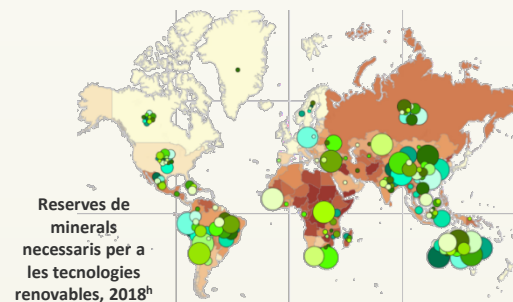 Reserves de
minerals
necessaris per a
les tecnologies
renovables, 2018ʰ